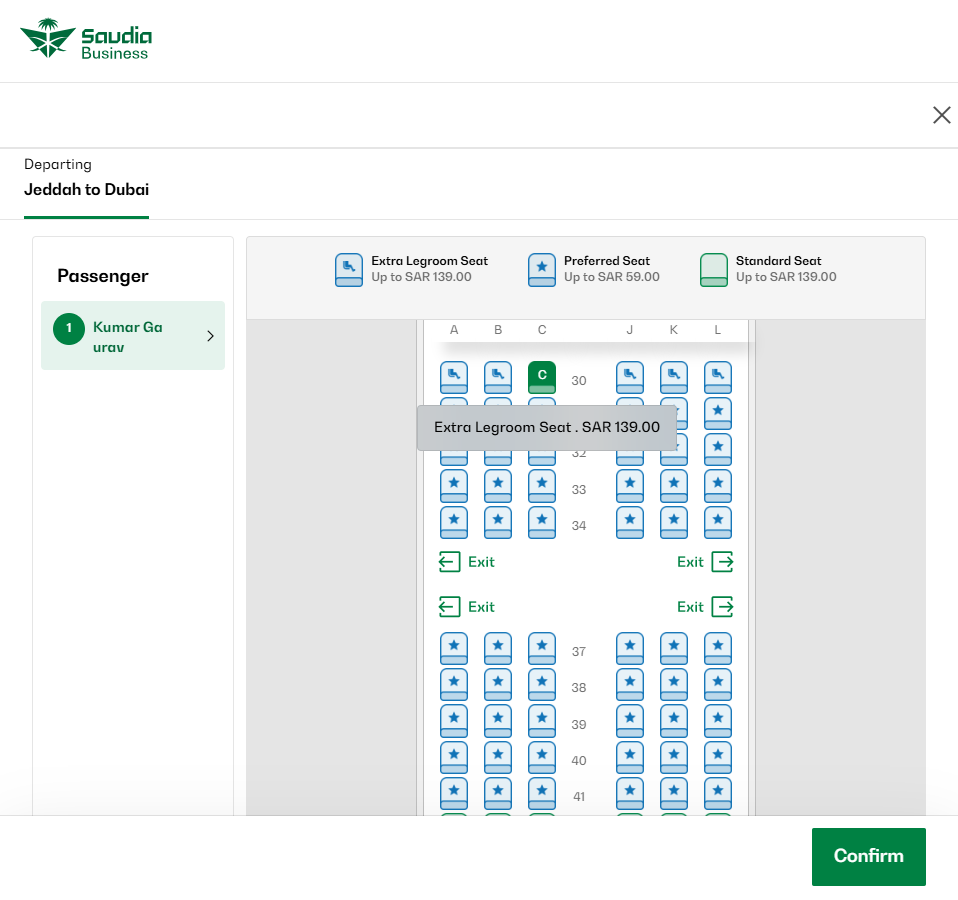 Saudia
Business
Departing
Jeddah to Dubai
Passenger
1
Kumar Ga
urav
Extra Legroom Seat
Up to SAR 139.00
Preferred Seat
Up to SAR 59.00
Standard Seat
Up to SAR 139.00
A B C J K L
C 30
Extra Legroom Seat . SAR 139.00
32
33
34
Exit Exit
Exit Exit
37
38
39
40
41
Confirm